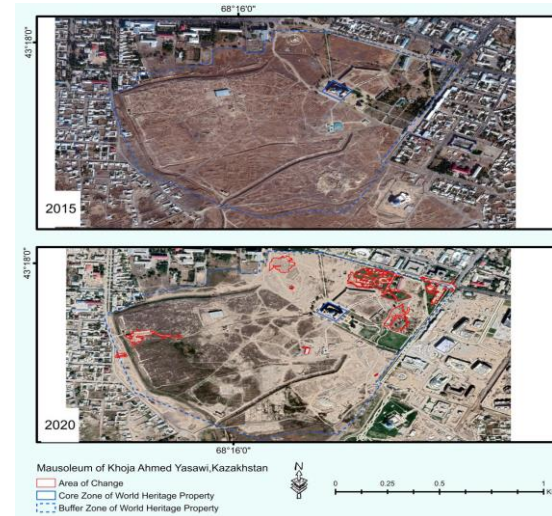 68°16'0"
43°18'0"
2015
43°18'0"
2020
68°16'0"
Mausoleum of Khoja Ahmed Yasawi,Kazakhstan
Area of Change
Core Zone of World Heritage Property
Buffer Zone of World Heritage Property
N
0 0.25 0.5 1
K